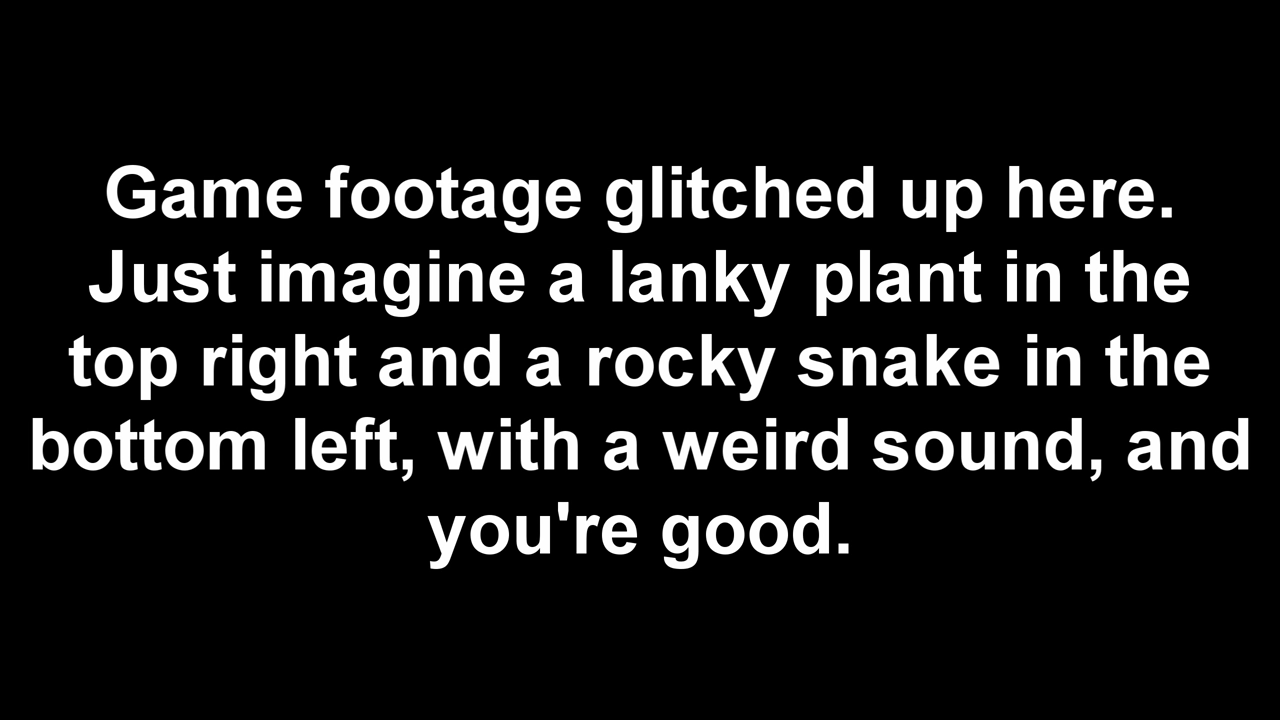 Game footage glitched up here.
Just imagine a lanky plant in the
top right and a rocky snake in the
bottom left, with a weird sound, and
you're good.